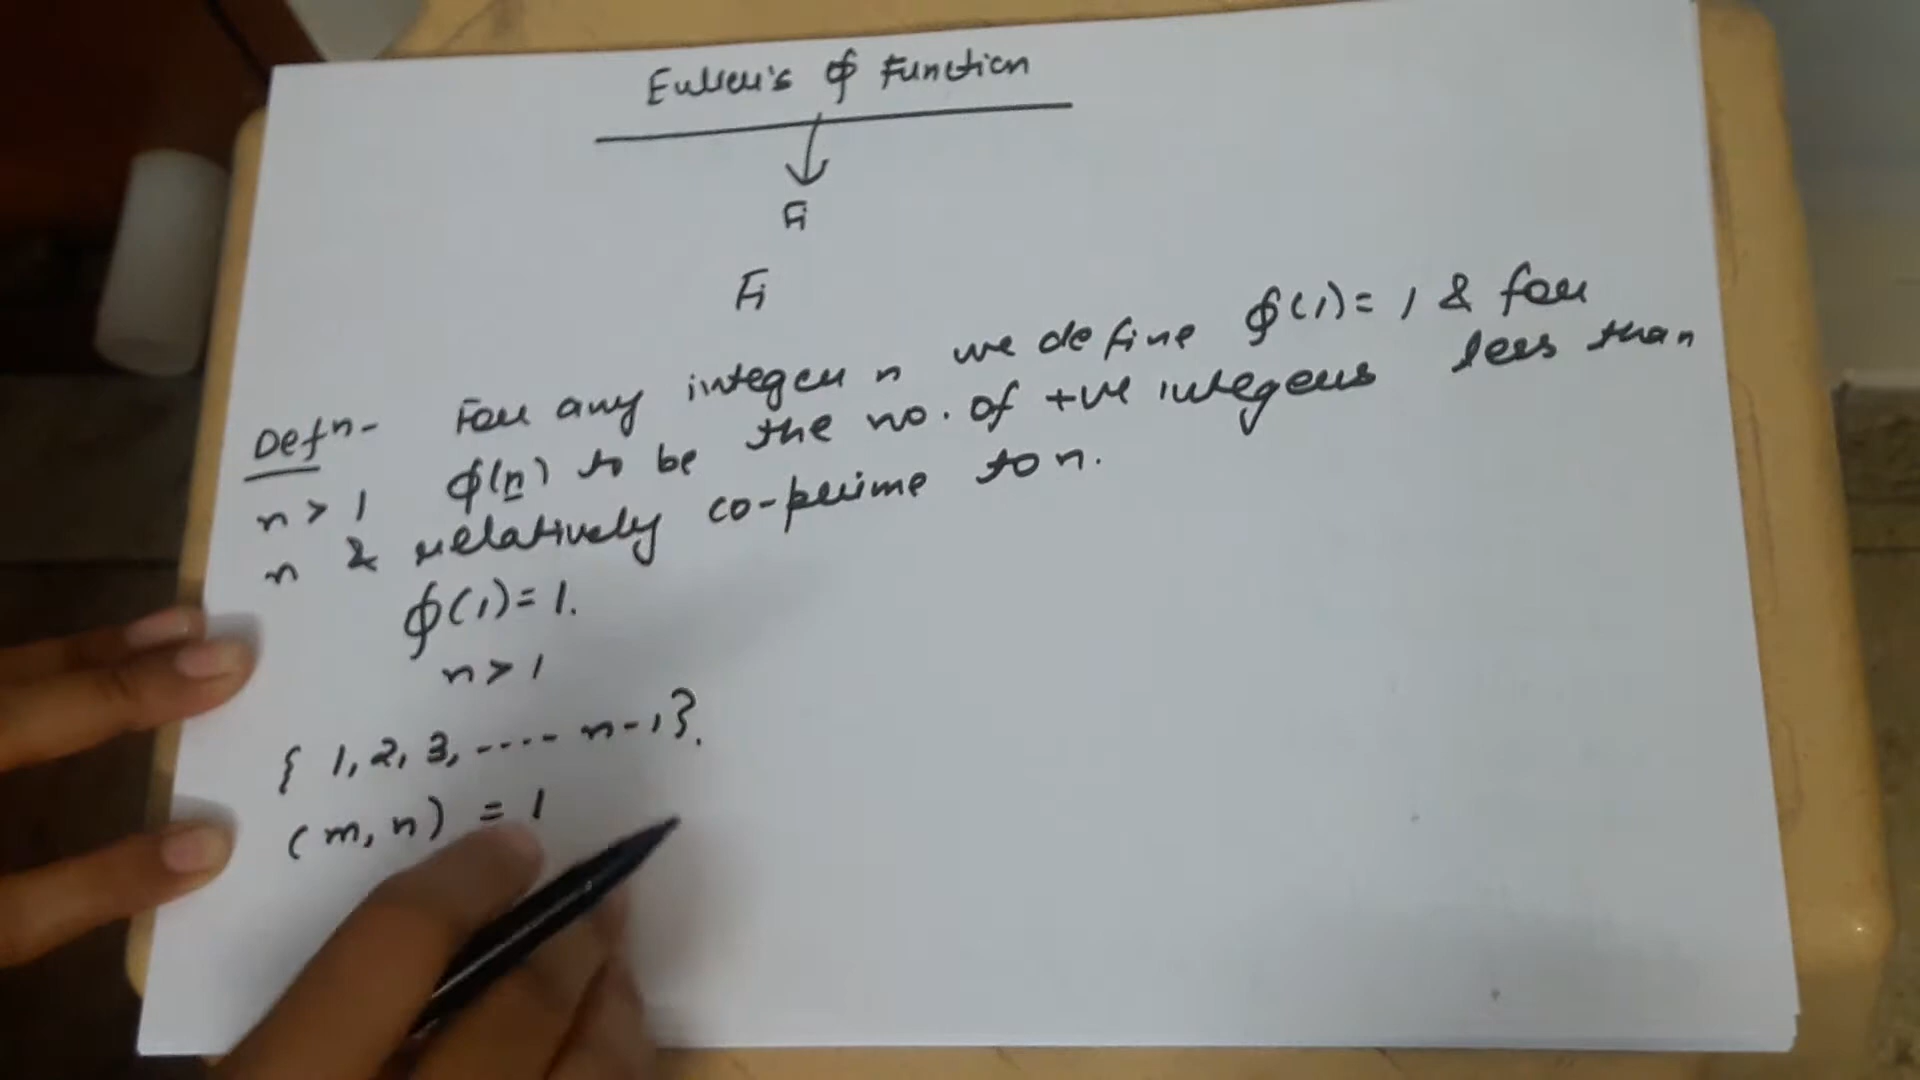 Euler's φ Function
Fi
Fi
Defn- For any integer n we define φ(1)= 1 & for
n > 1 φ(n) to be the no. of +ve integers less than
n & relatively co-prime to n.
φ(1)= 1.
n > 1
{ 1, 2, 3, ---- n-1}.
(m, n) = 1